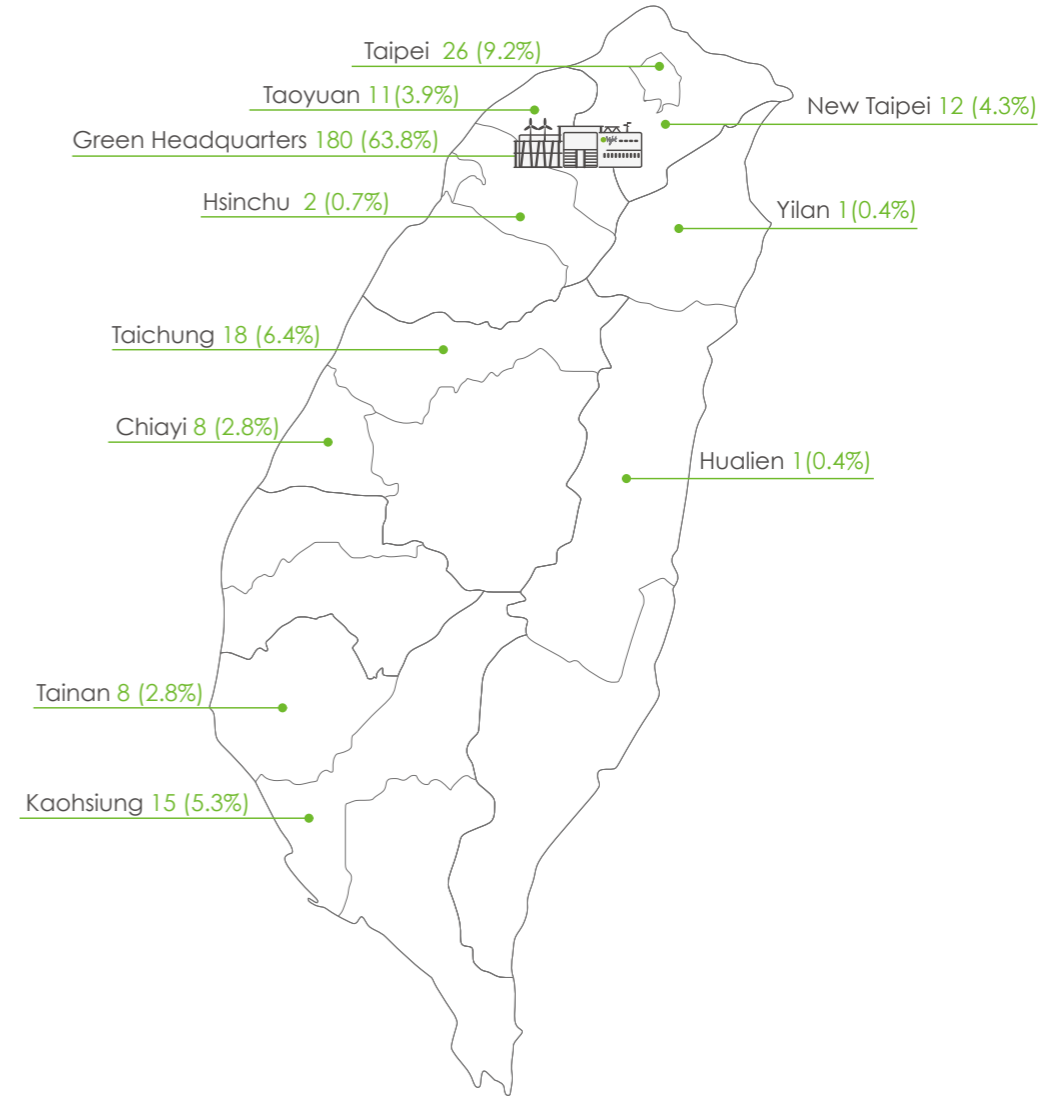 Taipei 26 (9.2%)
Taoyuan 11(3.9%)
New Taipei 12 (4.3%)
Green Headquarters 180 (63.8%)
Hsinchu 2 (0.7%)
Yilan 1(0.4%)
Taichung 18 (6.4%)
Chiayi 8 (2.8%)
Hualien 1(0.4%)
Tainan 8 (2.8%)
Kaohsiung 15 (5.3%)